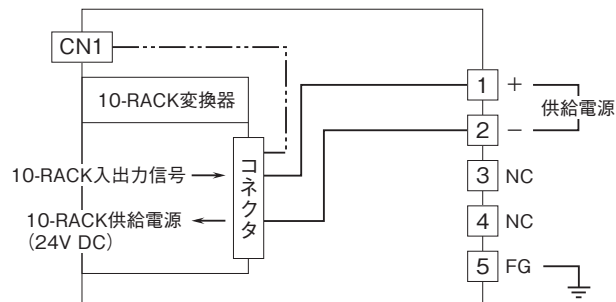 CN1
10-RACK変換器
10-RACK入出力信号
10-RACK供給電源
（24V DC）
コネクタ
1 +
供給電源
2 −
3 NC
4 NC
5 FG